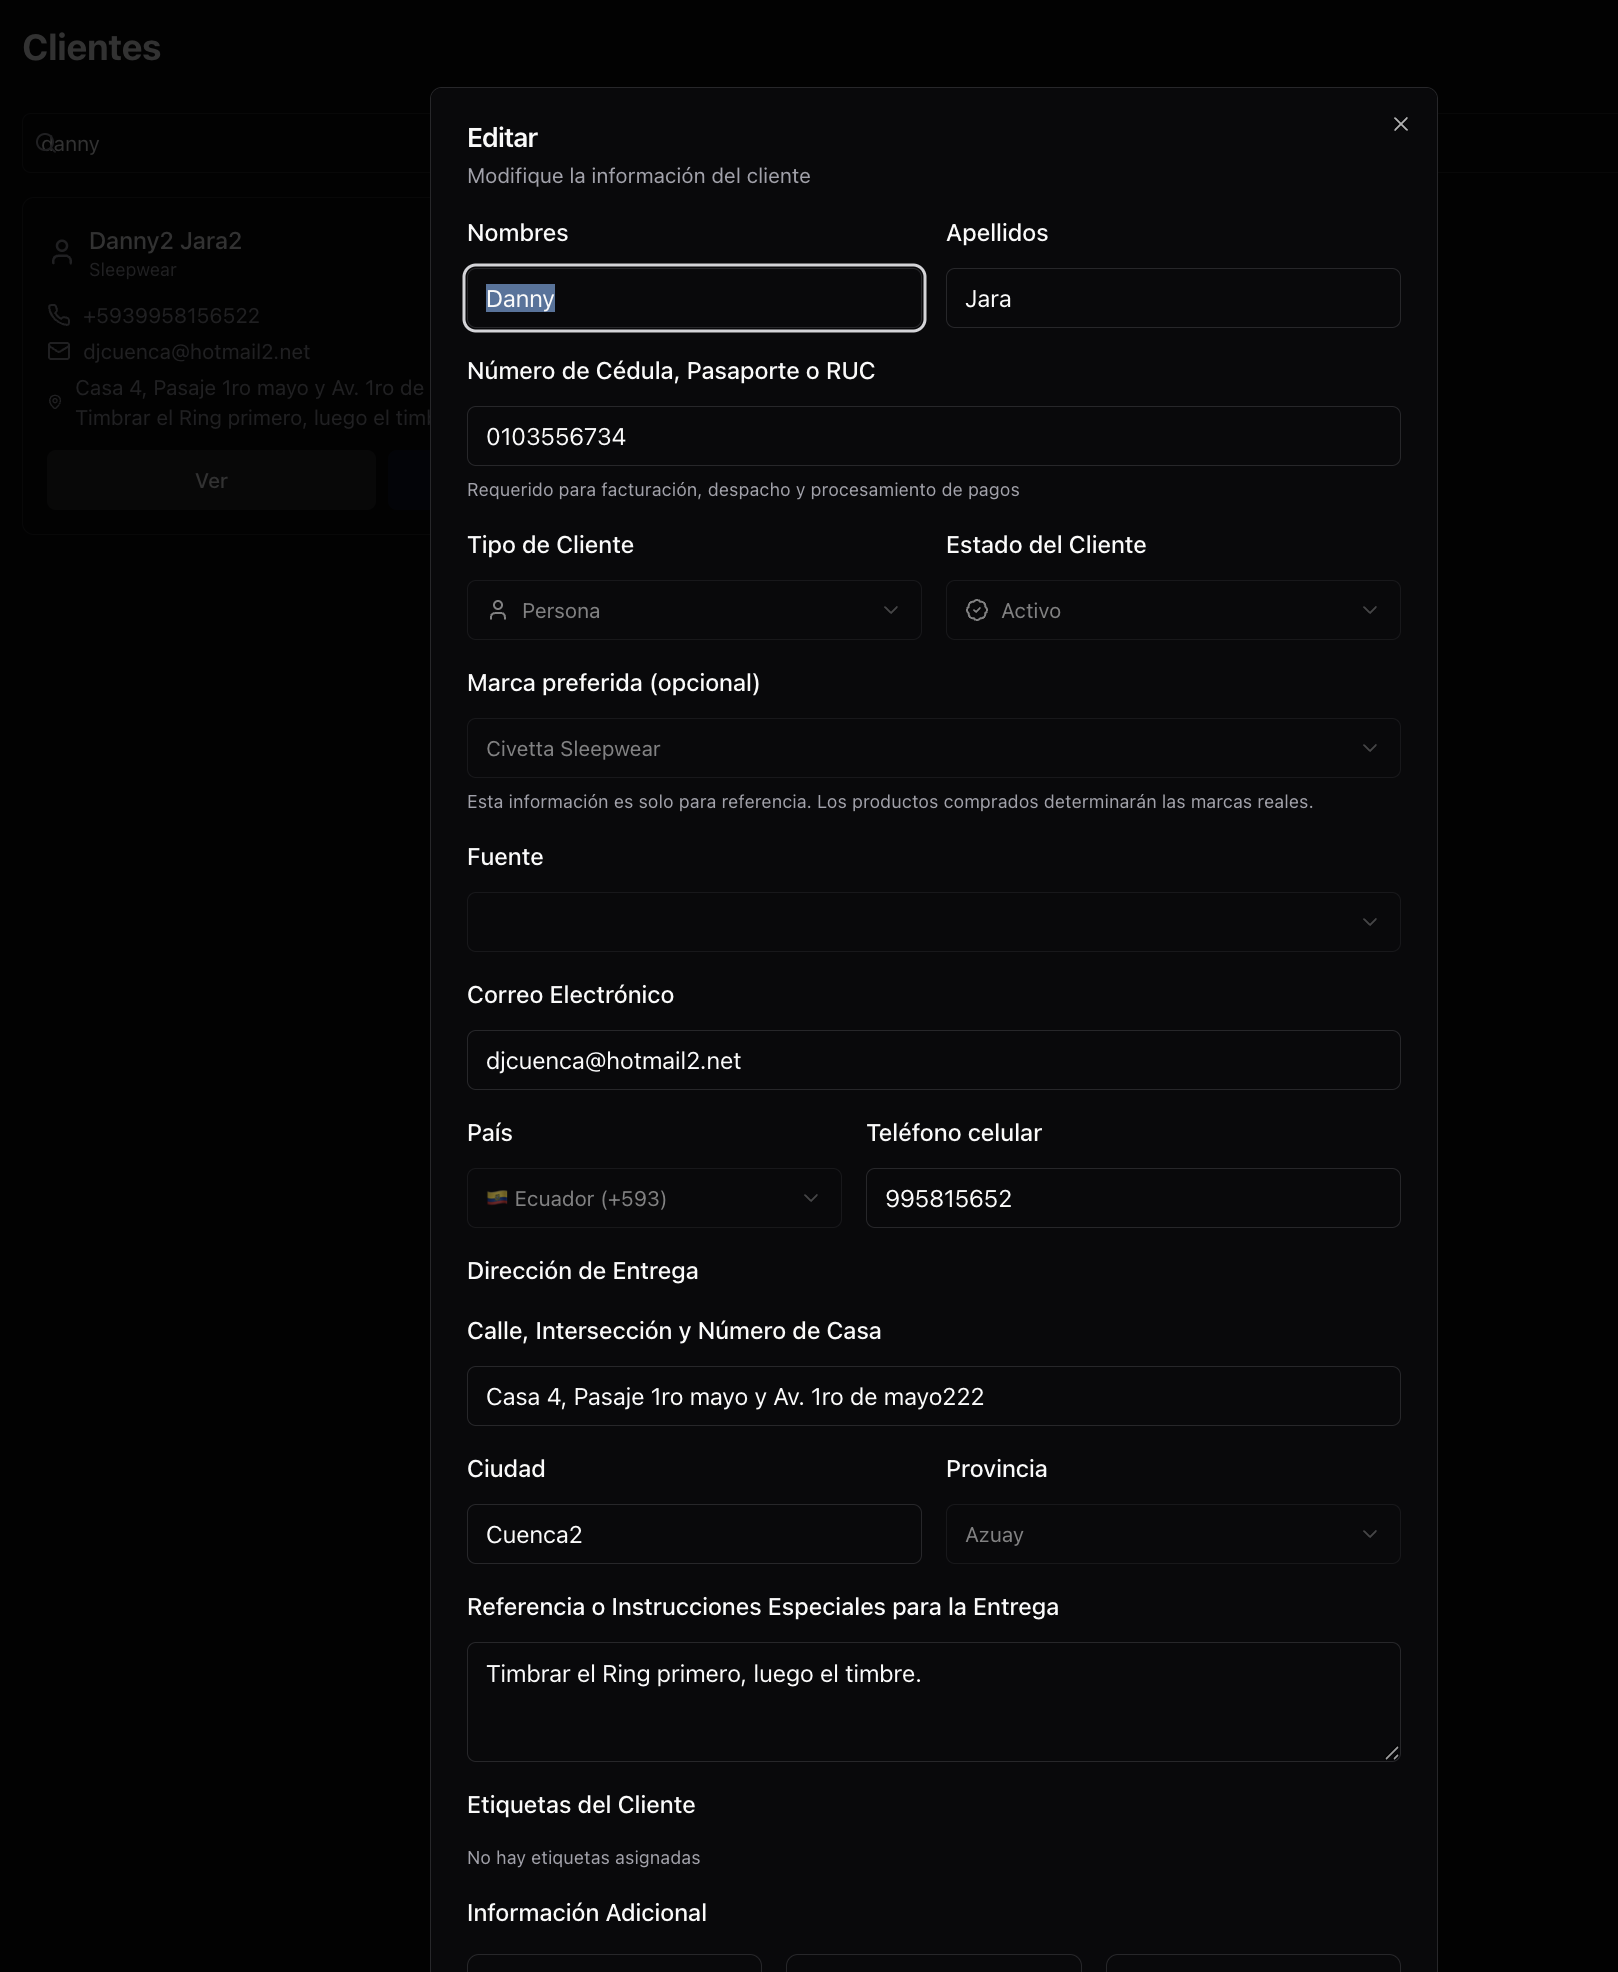 Clientes
danny
Danny2 Jara2
Sleepwear
+5939958156522
djcuenca@hotmail2.net
Casa 4, Pasaje 1ro mayo y Av. 1ro de
Timbrar el Ring primero, luego el
Ver
Editar
Modifique la información del cliente
Nombres
Apellidos
Danny
Jara
Número de Cédula, Pasaporte o RUC
0103556734
Requerido para facturación, despacho y procesamiento de pagos
Tipo de Cliente
Estado del Cliente
Persona
Activo
Marca preferida (opcional)
Civetta Sleepwear
Esta información es solo para referencia. Los productos comprados determinarán las marcas reales.
Fuente
Correo Electrónico
djcuenca@hotmail2.net
País
Teléfono celular
Ecuador (+593)
995815652
Dirección de Entrega
Calle, Intersección y Número de Casa
Casa 4, Pasaje 1ro mayo y Av. 1ro de mayo222
Ciudad
Provincia
Cuenca2
Azuay
Referencia o Instrucciones Especiales para la Entrega
Timbrar el Ring primero, luego el timbre.
Etiquetas del Cliente
No hay etiquetas asignadas
Información Adicional